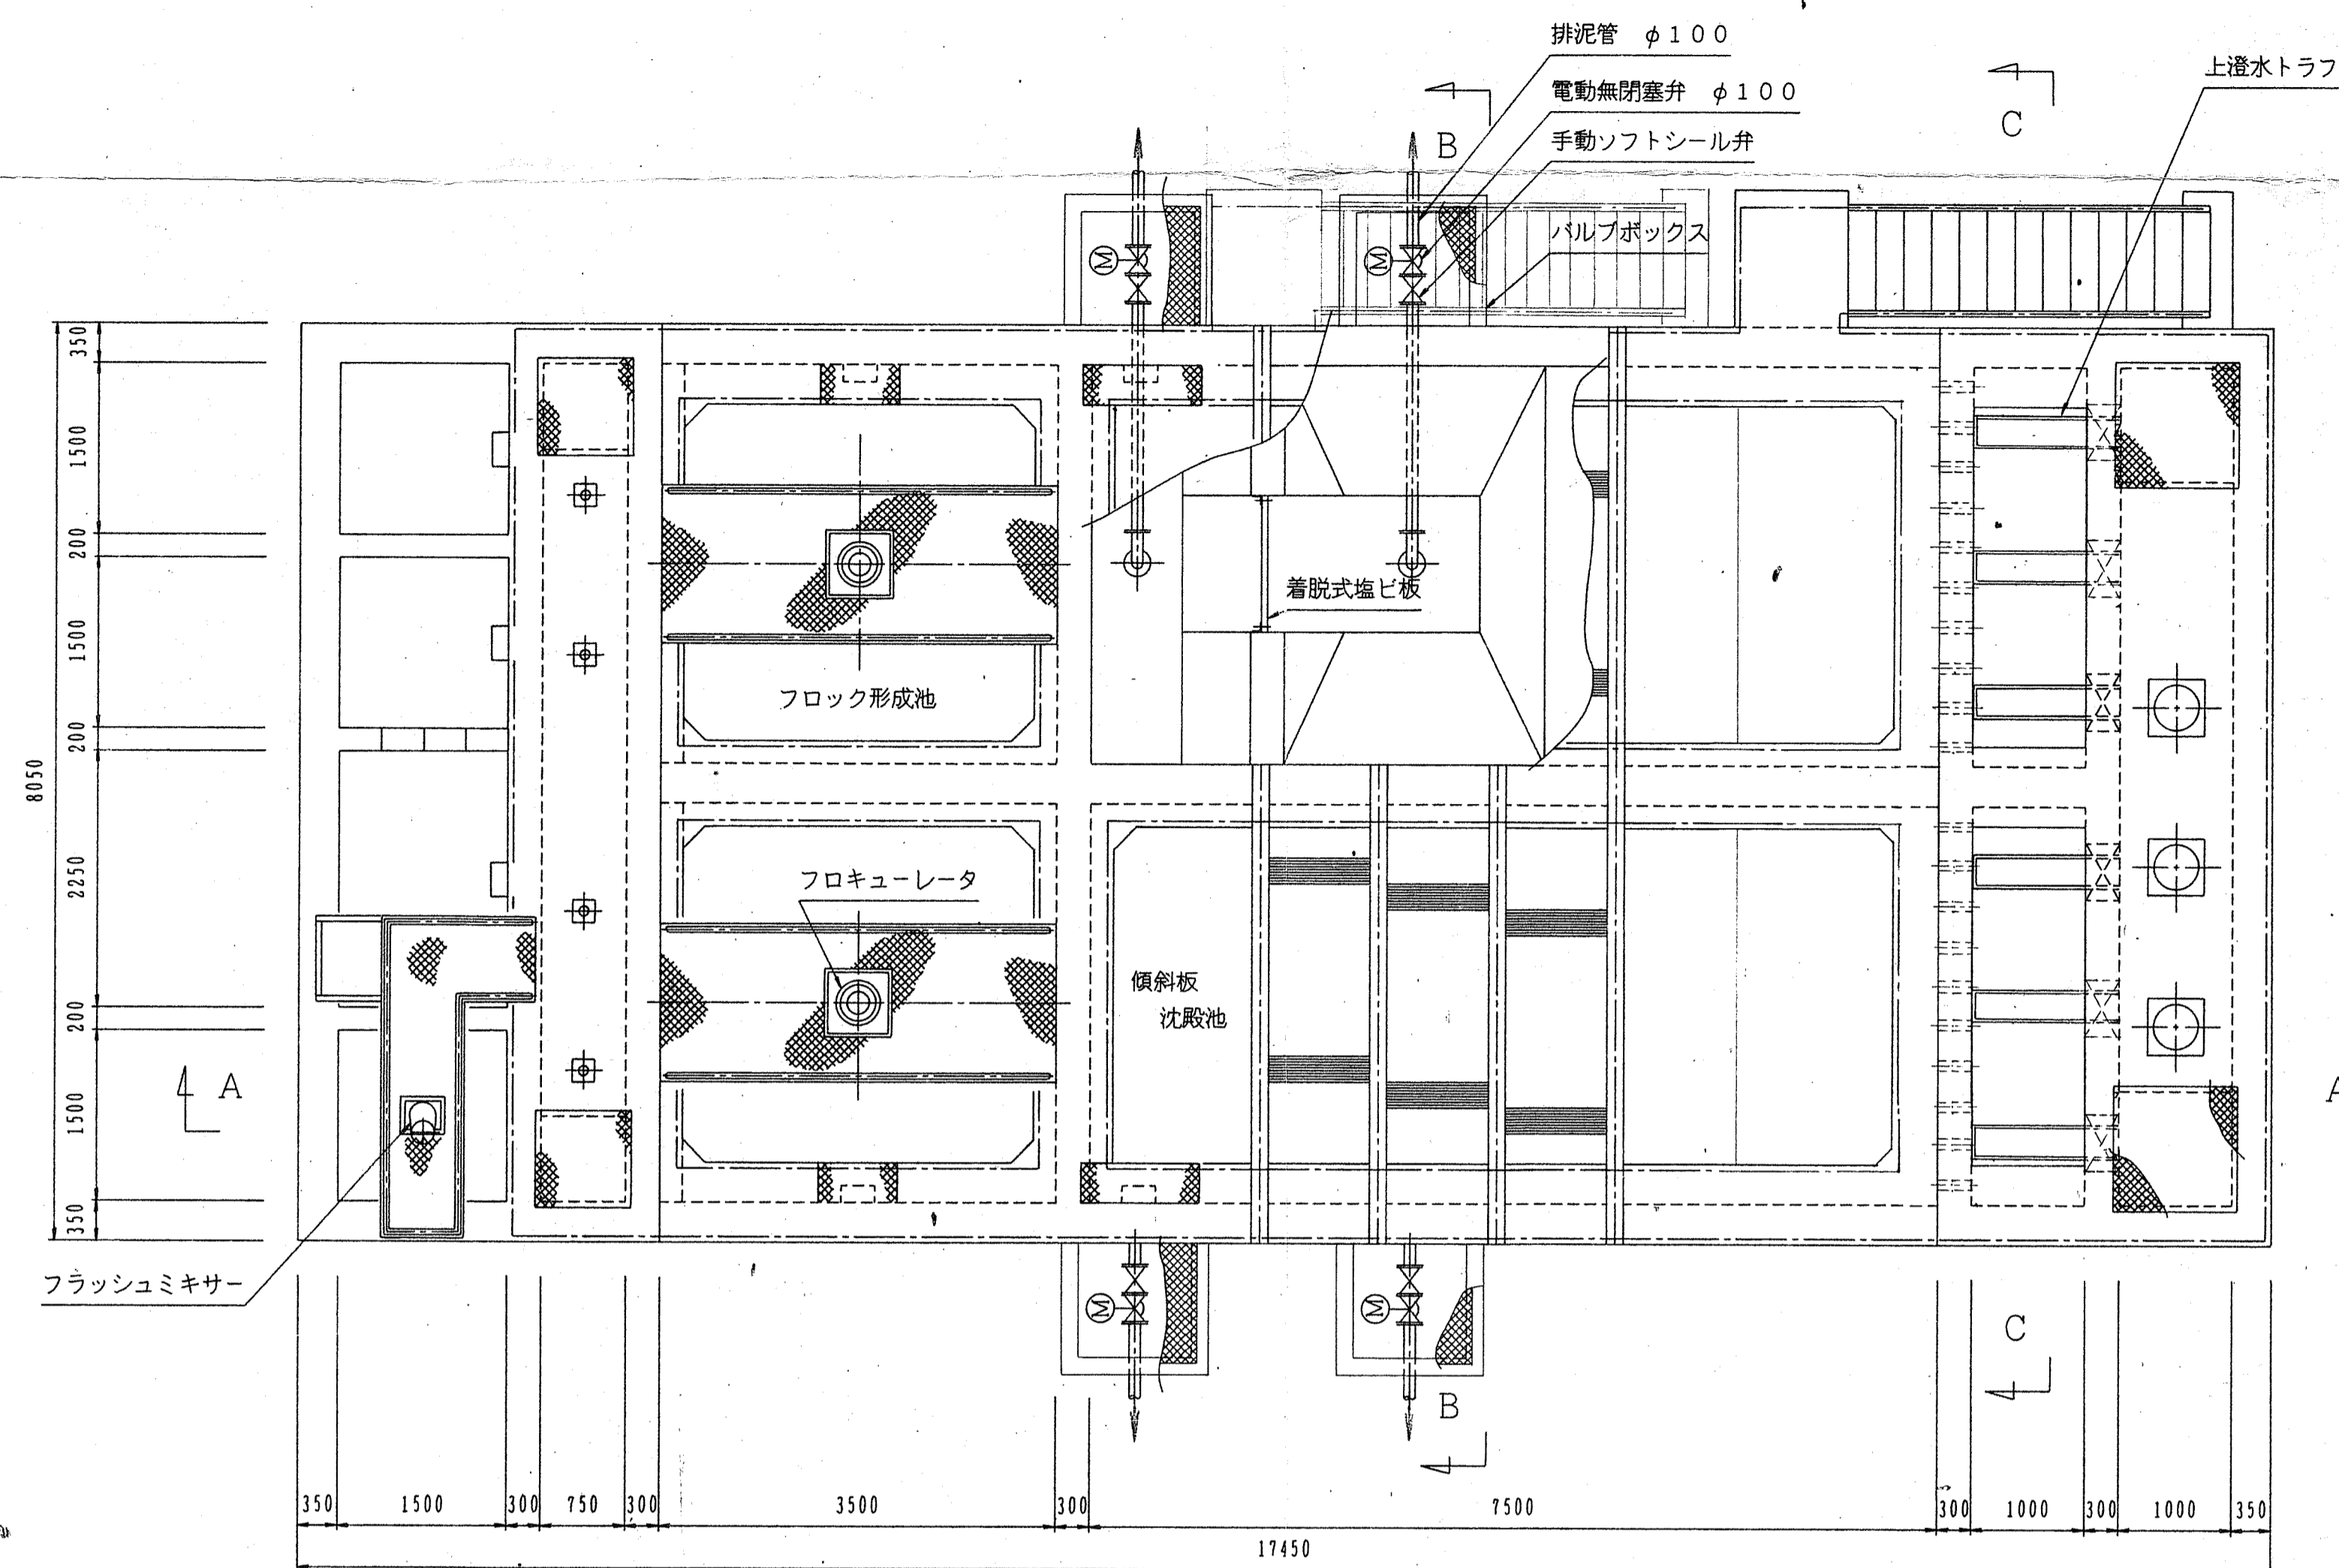 排泥管 φ100
上澄水トラフ
電動無閉塞弁 φ100
手動ソフトシール弁
B
C
バルブボックス
M
M
350
1500
200
1500
200
2250
200
1500
350
8050
着脱式塩ビ板
フロック形成池
フロキューレータ
傾斜板
沈殿池
A
A
フラッシュミキサー
M
M
B
C
350
1500
300
750
300
3500
300
7500
300
1000
300
1000
350
17450